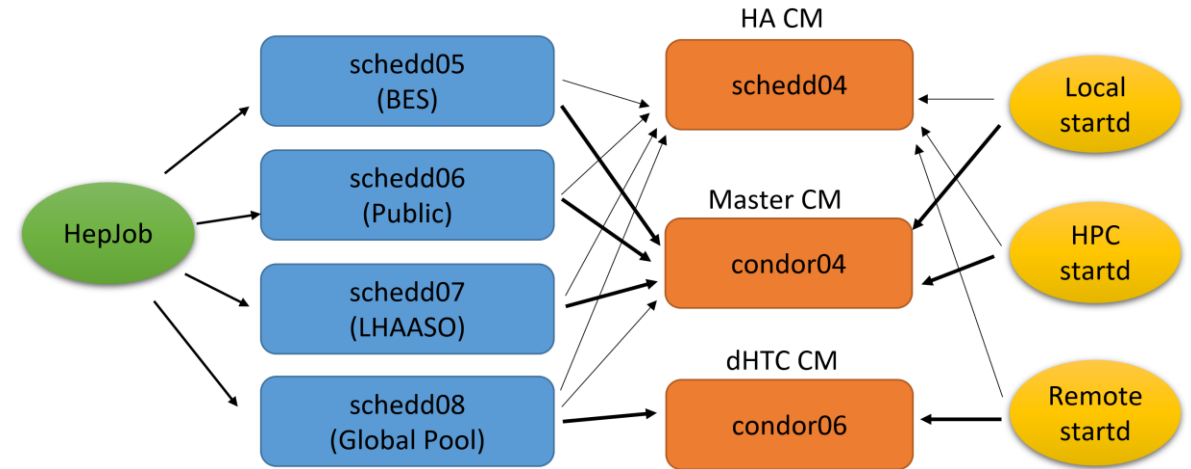 HA CM
schedd05
(BES)
schedd04
Local
startd
schedd06
(Public)
HepJob
Master CM
condor04
HPC
startd
schedd07
(LHAASO)
dHTC CM
schedd08
(Global Pool)
condor06
Remote
startd